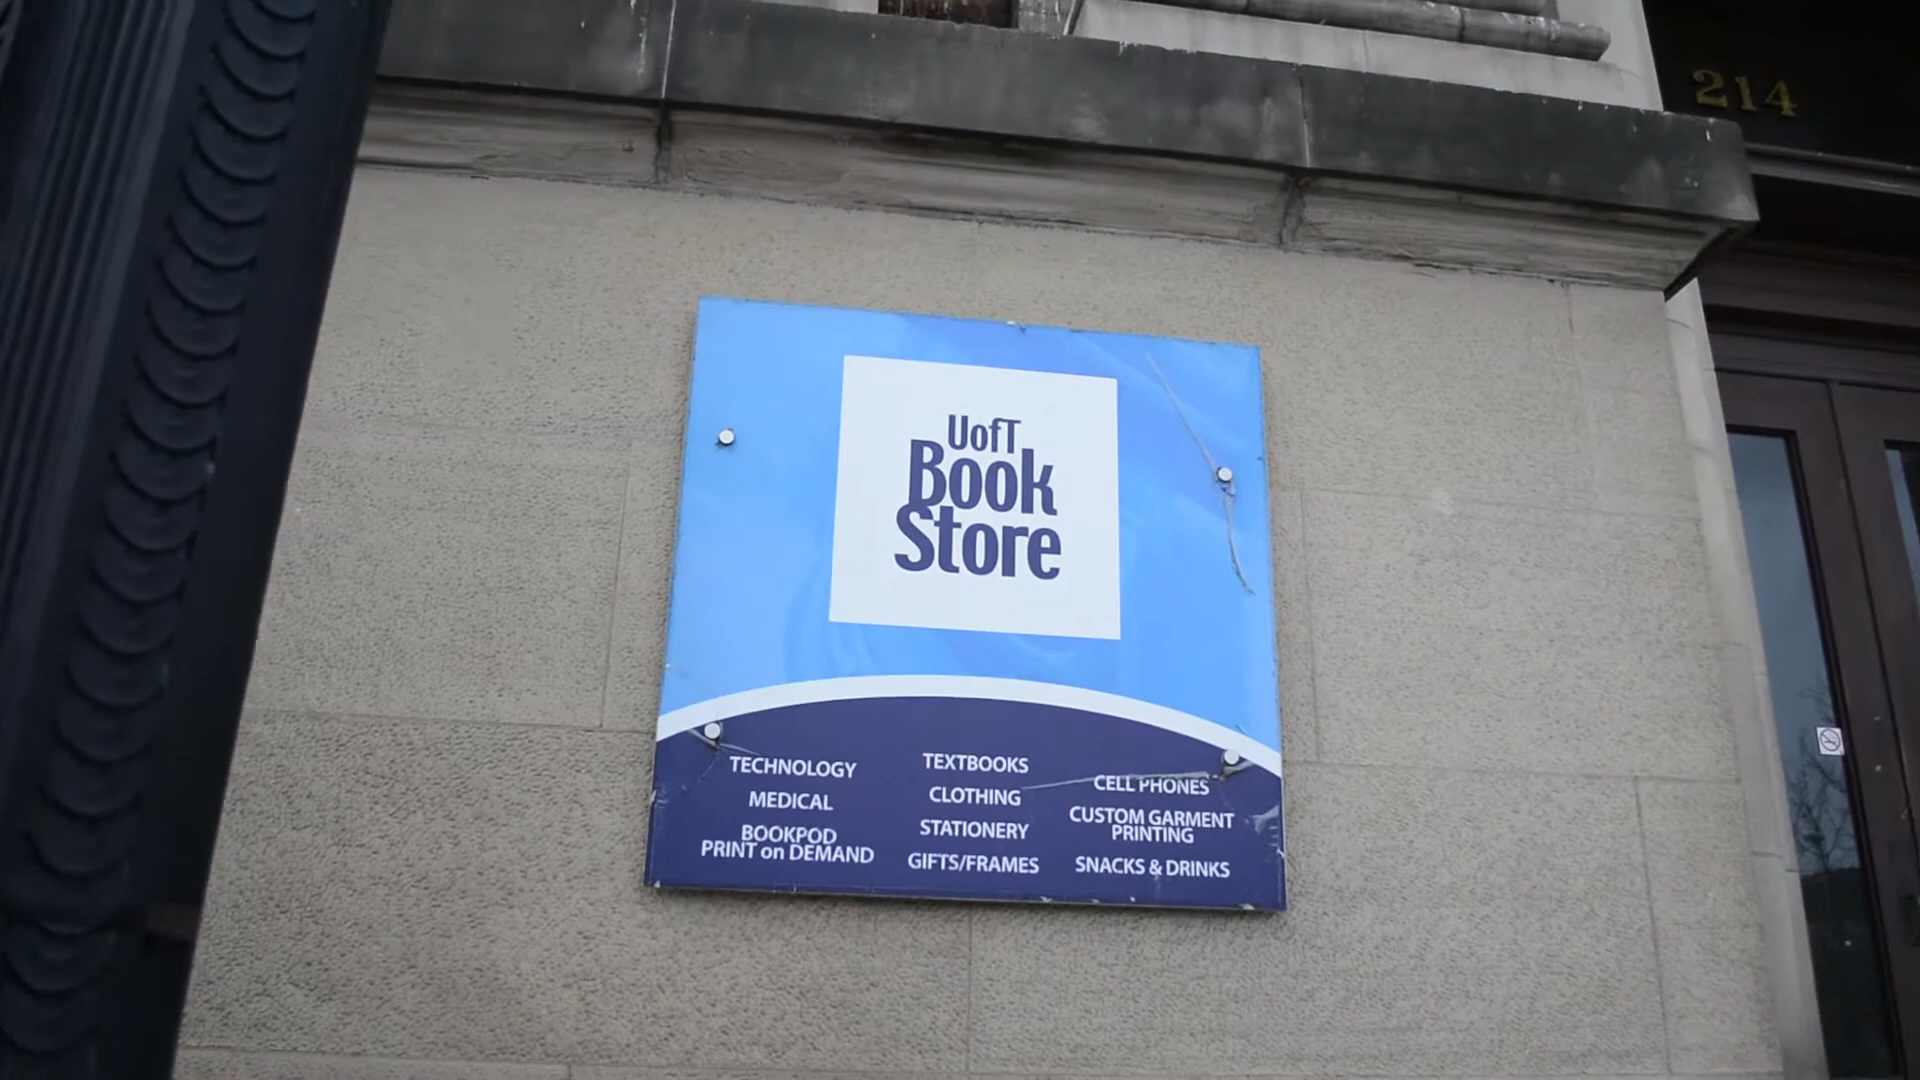 214
UofT
Book
Store
TECHNOLOGY
MEDICAL
BOOKPOD
PRINT on DEMAND
TEXTBOOKS
CLOTHING
STATIONERY
GIFTS/FRAMES
CELL PHONES
CUSTOM GARMENT
PRINTING
SNACKS & DRINKS